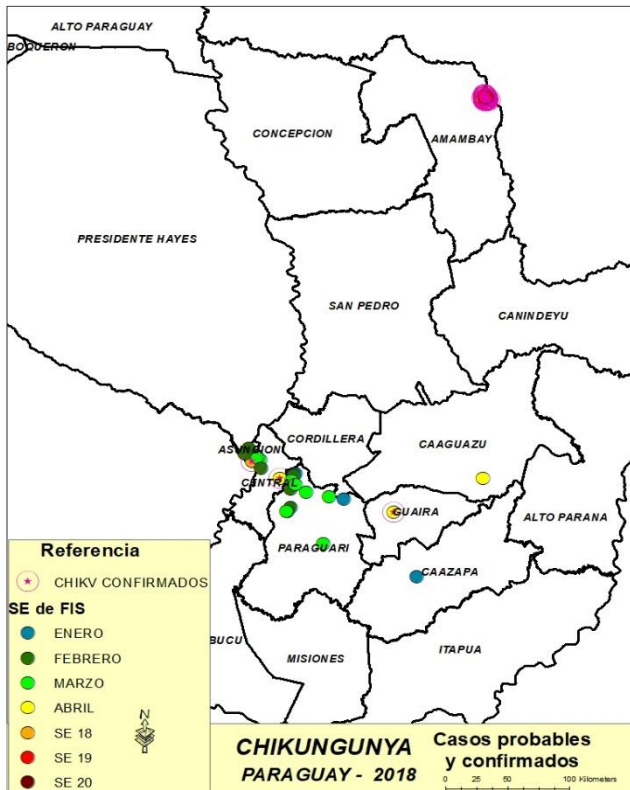 ALTO PARAGUAY
BOQUERON
CONCEPCION
AMAMBAY
PRESIDENTE HAYES
SAN PEDRO
CANINDEYU
ASUNCION
CORDILLERA
CAAGUAZU
CENTRAL
GUAIRA
ALTO PARANA
PARAGUARI
CAAZAPA
BUCU
MISIONES
ITAPUA
Referencia
CHIKV CONFIRMADOS
SE de FIS
ENERO
FEBRERO
MARZO
ABRIL
SE 18
SE 19
SE 20
N
CHIKUNGUNYA
PARAGUAY - 2018
Casos probables
y confirmados
0 25 50 100 Kilometers